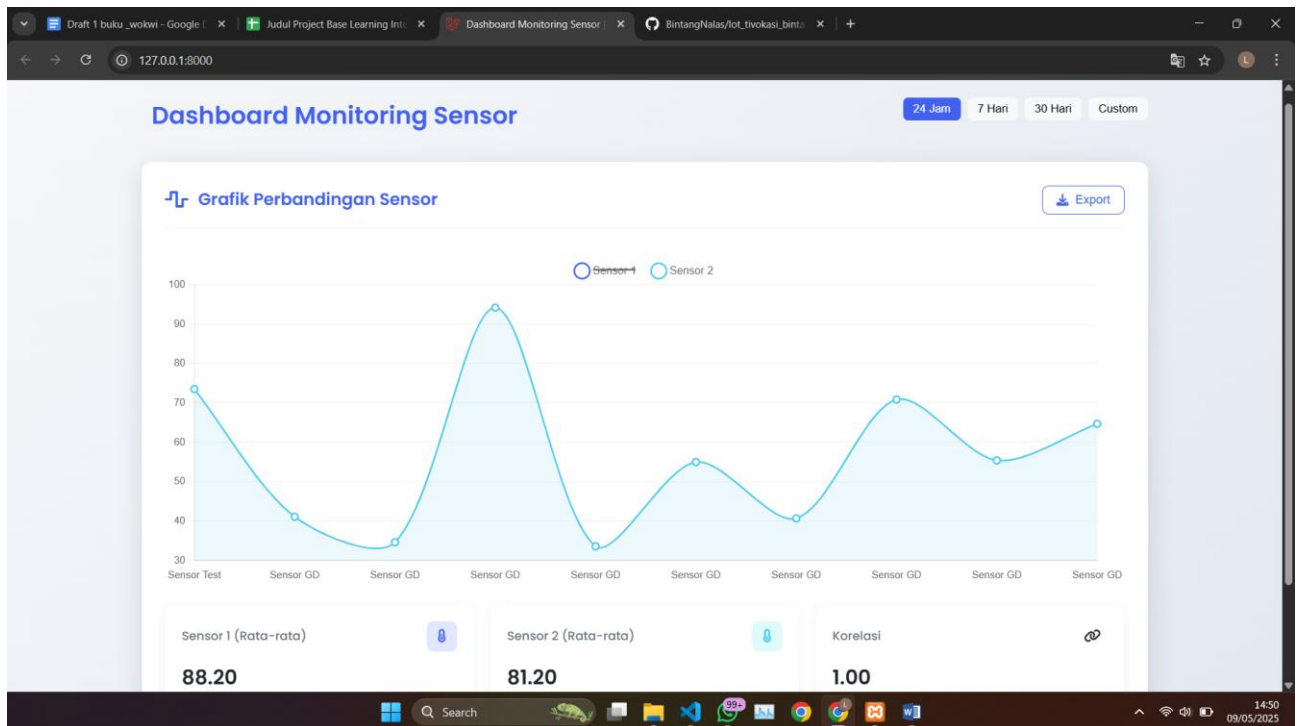 Draft 1 buku _wokwi - Google
Judul Project Base Learning Int
Dashboard Monitoring Sensor |
BintangNalas/Iot_tivokasi_binta
127.0.0.1:8000
L
Dashboard Monitoring Sensor
24 Jam 7 Hari 30 Hari Custom
Grafik Perbandingan Sensor
Export
Sensor 1 Sensor 2
100
90
80
70
60
50
40
30
Sensor Test Sensor GD Sensor GD Sensor GD Sensor GD Sensor GD Sensor GD Sensor GD Sensor GD Sensor GD
Sensor 1 (Rata-rata) Sensor 2 (Rata-rata) Korelasi
88.20 81.20 1.00
Search
99+
14:50
09/05/2025